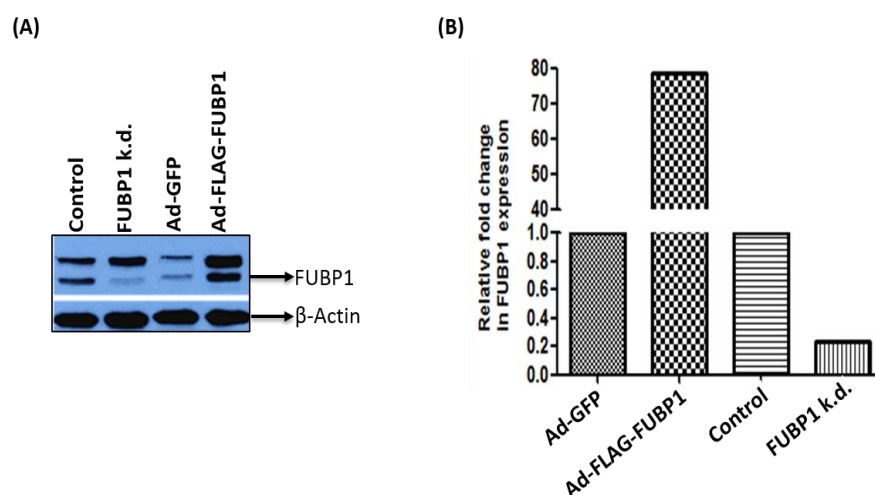 (A)
Control
FUBP1 k.d.
Ad-GFP
Ad-FLAG-FUBP1
FUBP1
β-Actin
(B)
Relative fold change
In FUBP1 expression
80
70
60
50
40
1.0
0.8
0.6
0.4
0.2
0.0
Ad-GFP
Ad-FLAG-FUBP1
Control
FUBP1 k.d.